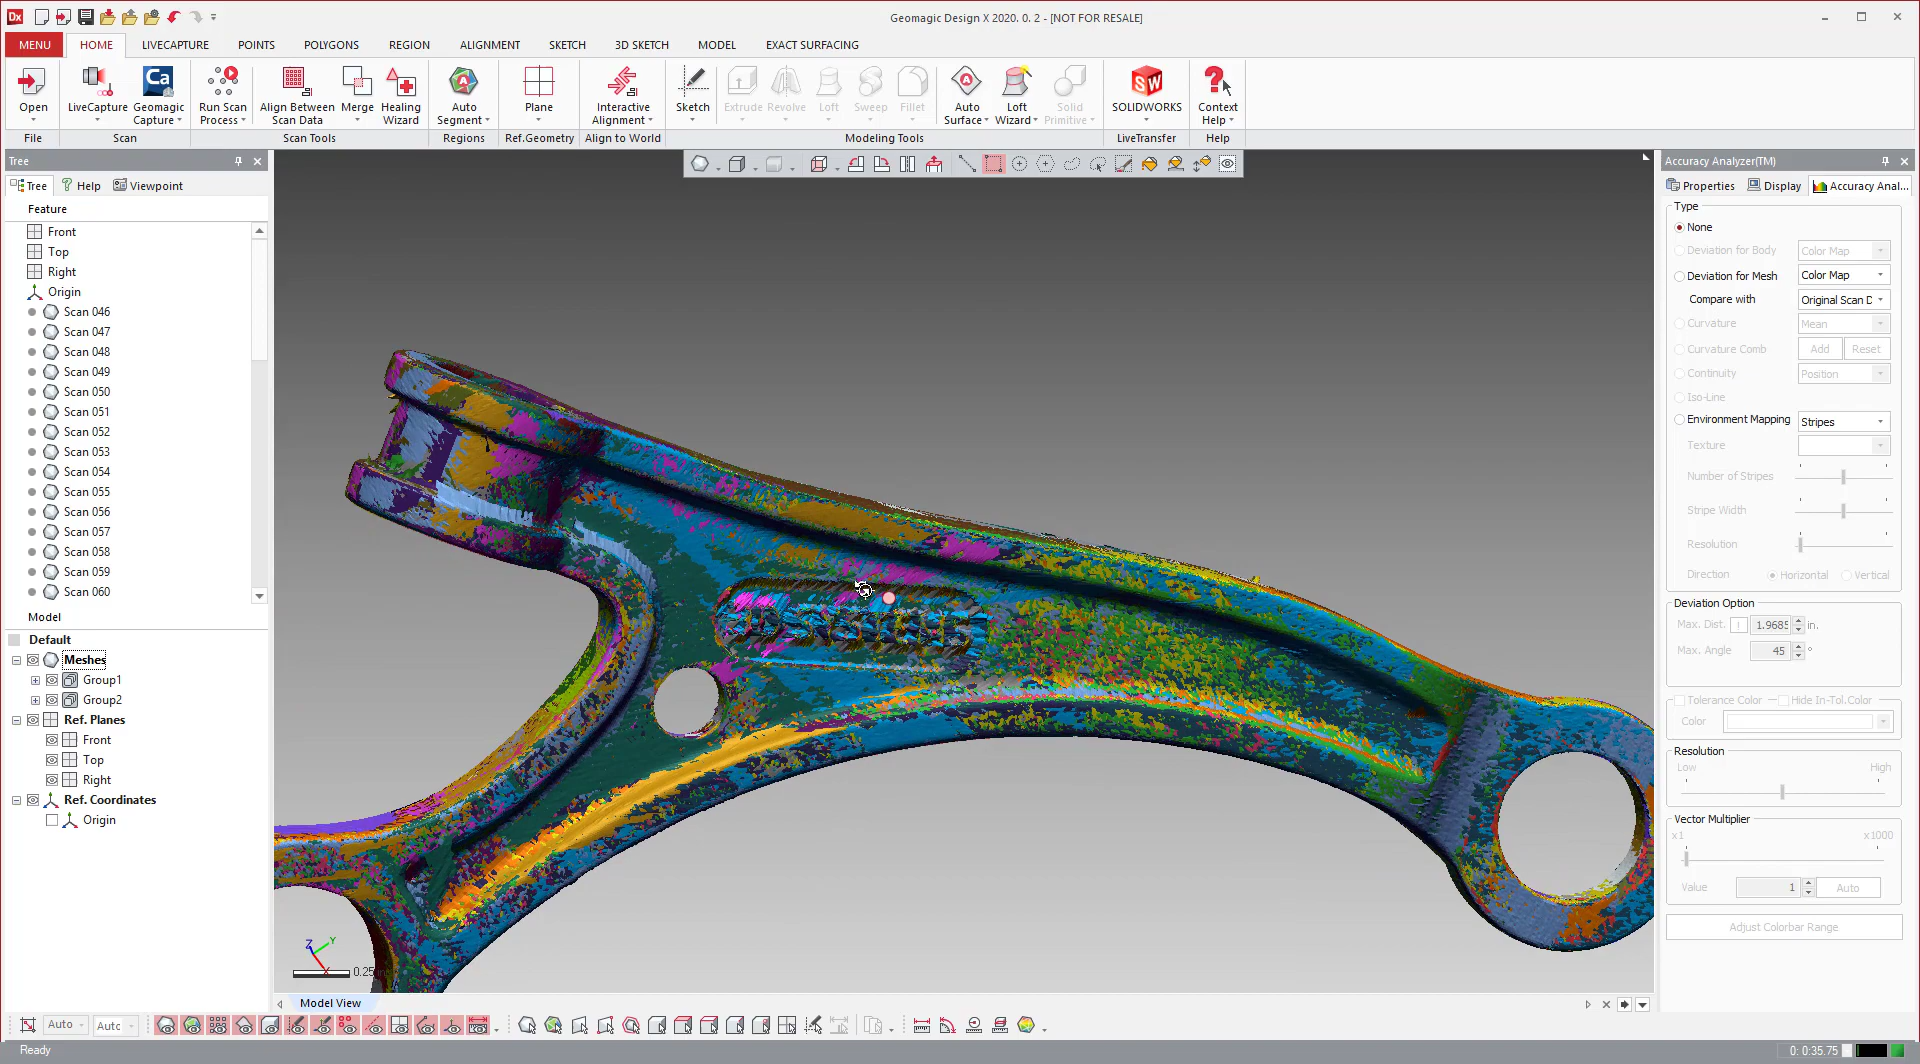 Dx
Geomagic Design X 2020. 0. 2 - [NOT FOR RESALE]
MENU HOME LIVECAPTURE POINTS POLYGONS REGION ALIGNMENT SKETCH 3D SKETCH MODEL EXACT SURFACING
Open LiveCapture Geomagic Capture Run Scan Process Align Between Scan Data Merge Healing Wizard Auto Segment Plane Interactive Alignment Sketch Extrude Revolve Loft Sweep Fillet Auto Surface Loft Wizard Solid Primitive SOLIDWORKS Context Help
File Scan Scan Tools Regions Ref.Geometry Align to World Modeling Tools LiveTransfer Help
Tree
Tree Help Viewpoint
Feature
Front
Top
Right
Origin
Scan 046
Scan 047
Scan 048
Scan 049
Scan 050
Scan 051
Scan 052
Scan 053
Scan 054
Scan 055
Scan 056
Scan 057
Scan 058
Scan 059
Scan 060
Model
Default
Meshes
Group1
Group2
Ref. Planes
Front
Top
Right
Ref. Coordinates
Origin
Z Y X
0.25
Model View
Accuracy Analyzer(TM)
Properties Display Accuracy Anal...
Type
None
Deviation for Body Color Map
Deviation for Mesh Color Map
Compare with Original Scan D
Curvature Mean
Curvature Comb Add Reset
Continuity Position
Iso-Line
Environment Mapping Stripes
Texture
Number of Stripes
Stripe Width
Resolution
Direction Horizontal Vertical
Deviation Option
Max. Dist. 1.9685 in.
Max. Angle 45 °
Tolerance Color Hide In-Tol.Color
Color
Resolution
Low High
Vector Multiplier
x1 x1000
Value 1 Auto
Adjust Colorbar Range
Auto Auto
Ready
0: 0:35.75